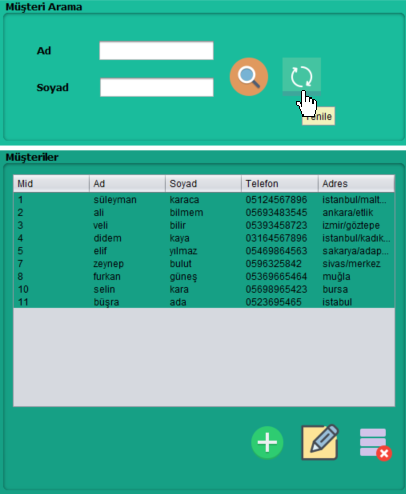 Müşteri Arama
Ad
Soyad
Yenile
Müşteriler
Mid Ad Soyad Telefon Adres
1 süleyman karaca 05124567896 istanbul/malt...
2 ali bilmem 05693483545 ankara/etlik
3 veli bilir 05393458723 izmir/göztepe
4 didem kaya 03164567896 istanbul/kadık...
5 elif yılmaz 05469864563 sakarya/adap...
7 zeynep bulut 0596325842 sivas/merkez
8 furkan güneş 05369665464 muğla
10 selin kara 05698965423 bursa
11 büşra ada 0523695465 istabul